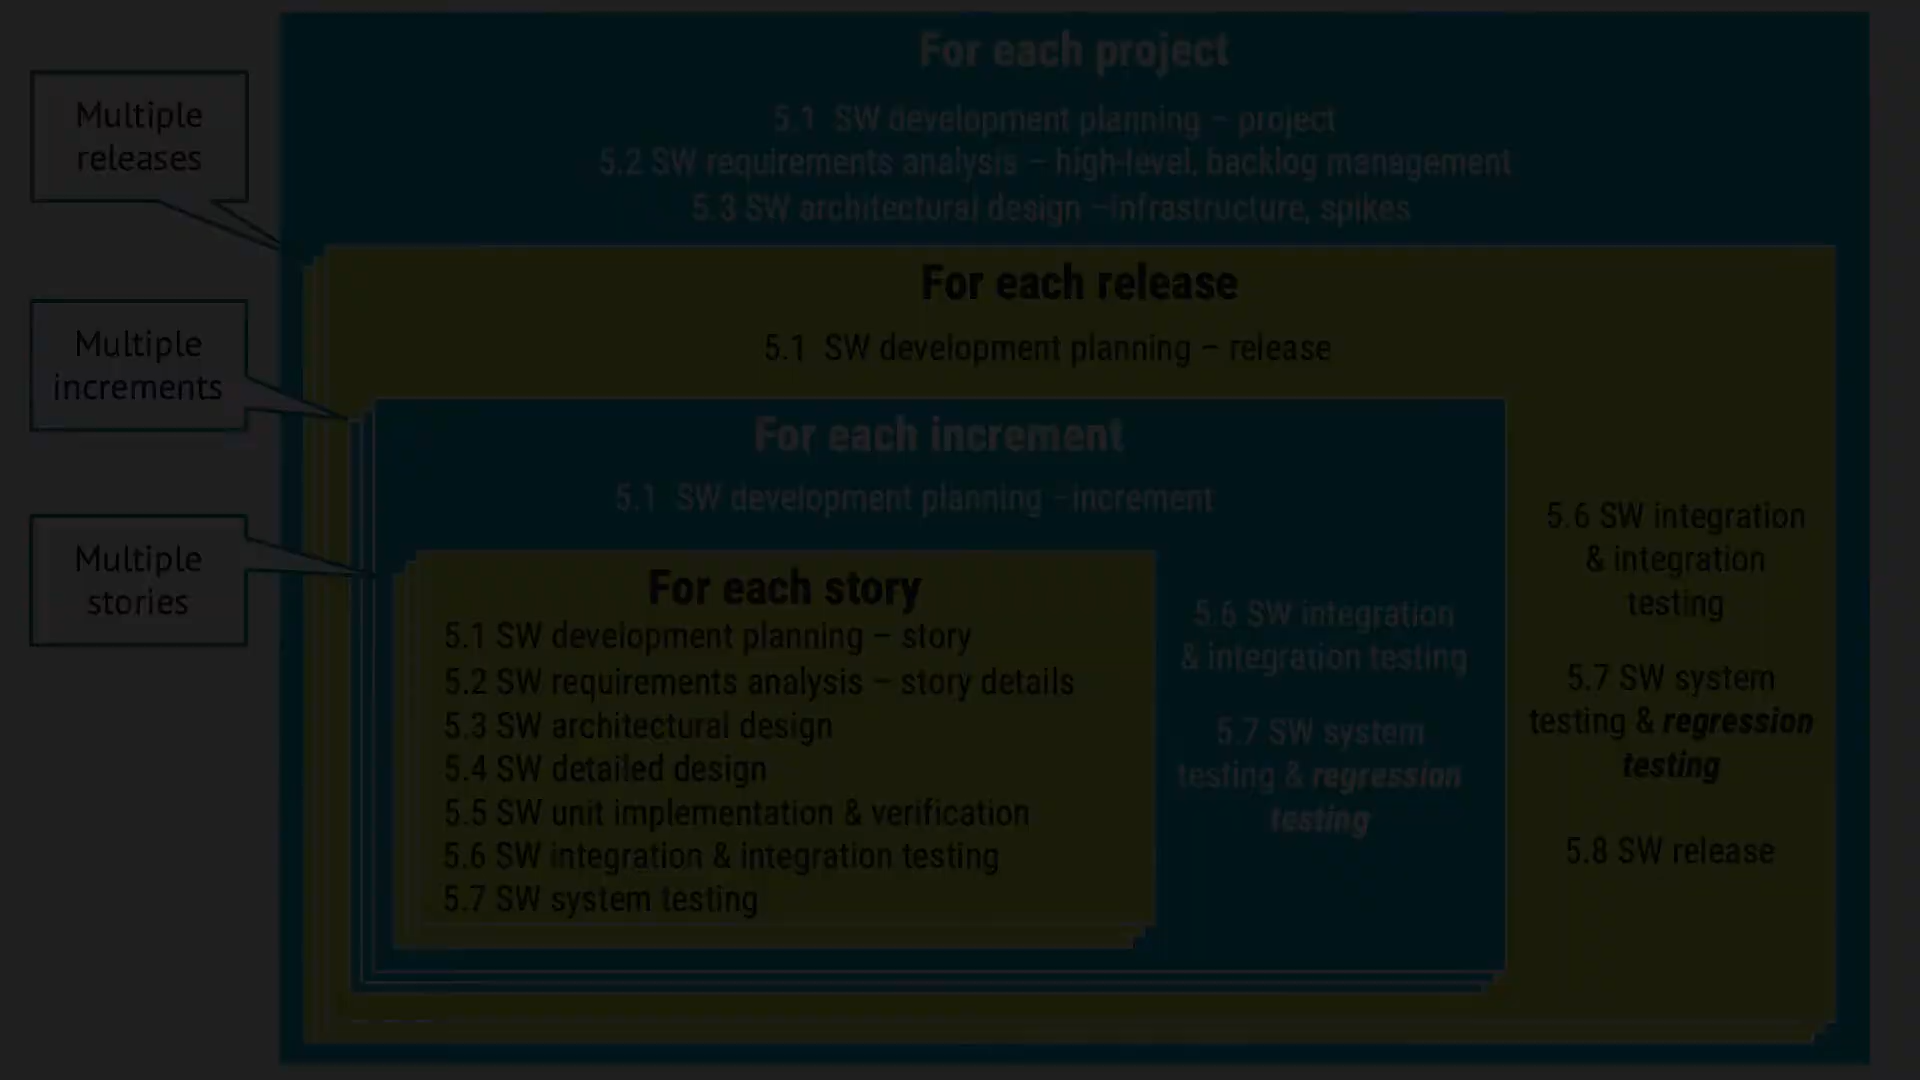 For each project
5.1 SW development planning – project
5.2 SW requirements analysis – high-level, backlog management
5.3 SW architectural design –infrastructure, spikes
Multiple
releases
For each release
5.1 SW development planning – release
Multiple
increments
For each increment
5.1 SW development planning –increment
Multiple
stories
For each story
5.1 SW development planning – story
5.2 SW requirements analysis – story details
5.3 SW architectural design
5.4 SW detailed design
5.5 SW unit implementation & verification
5.6 SW integration & integration testing
5.7 SW system testing
5.6 SW integration
& integration testing
5.7 SW system
testing & regression
testing
5.6 SW integration
& integration
testing
5.7 SW system
testing & regression
testing
5.8 SW release